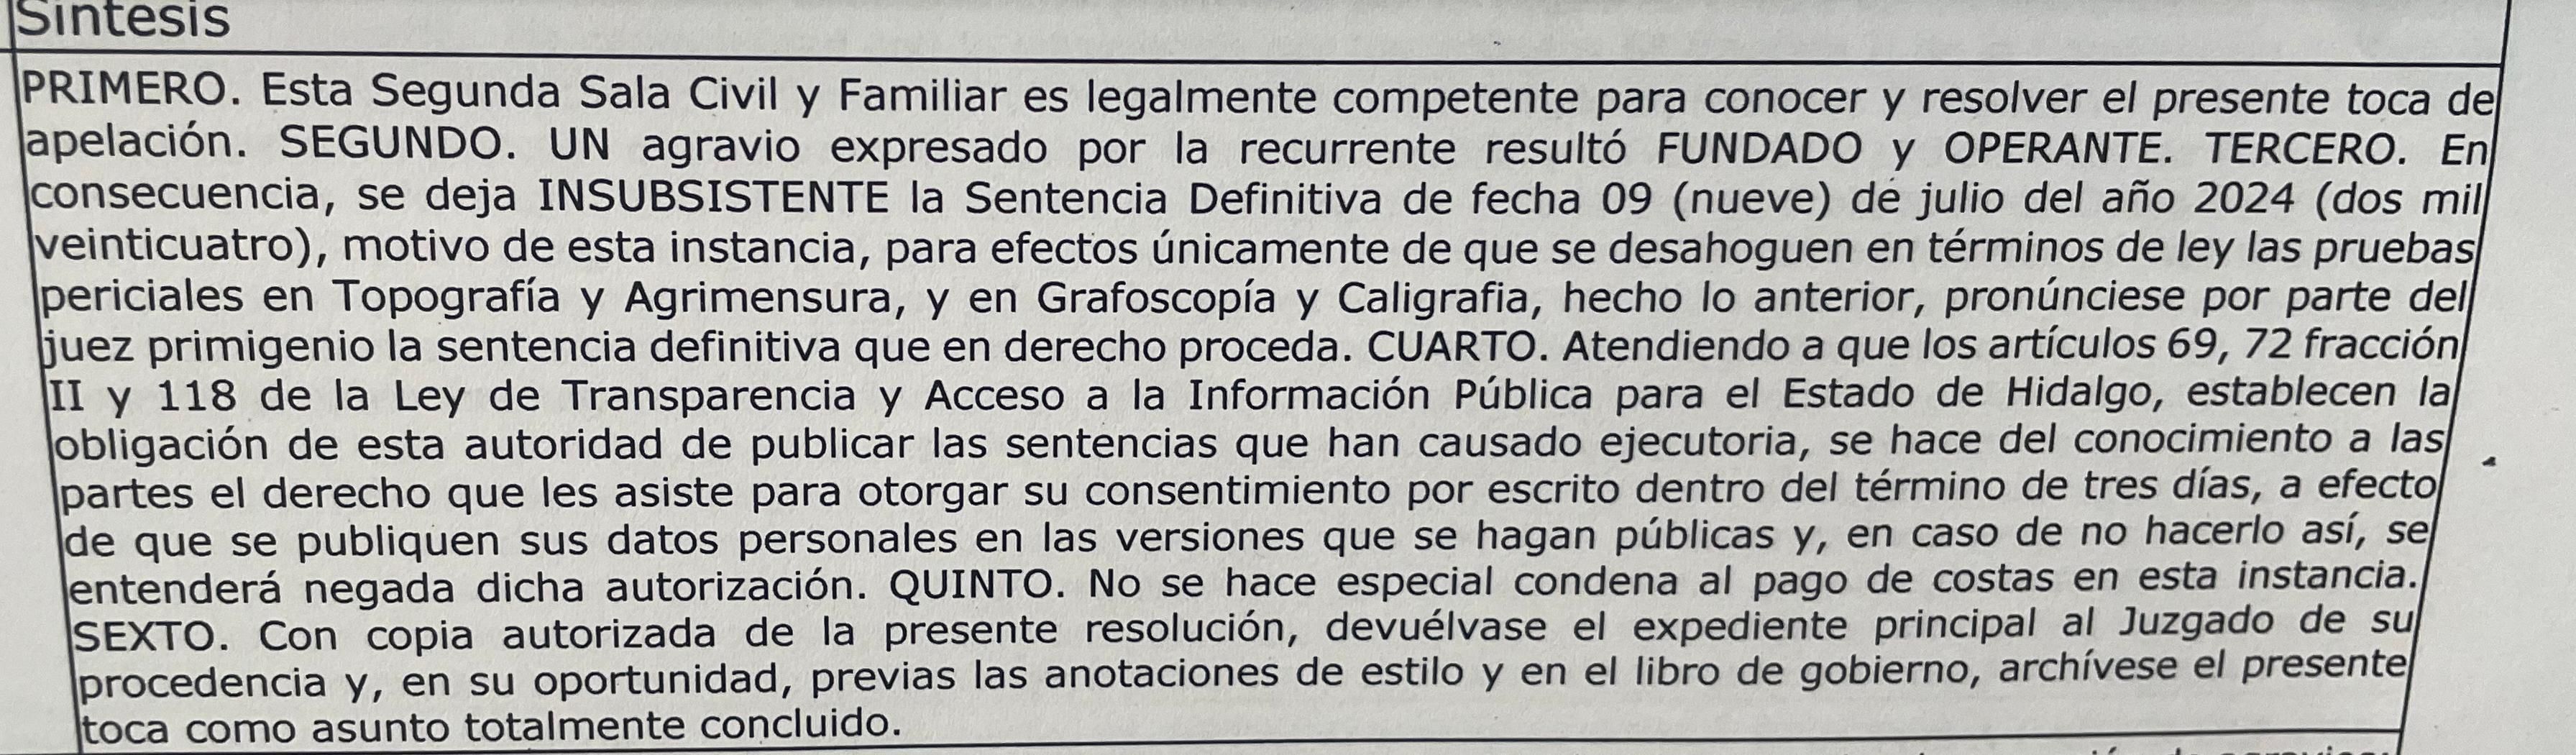 Síntesis
PRIMERO. Esta Segunda Sala Civil y Familiar es legalmente competente para conocer y resolver el presente toca de
apelación. SEGUNDO. UN agravio expresado por la recurrente resultó FUNDADO y OPERANTE. TERCERO. En
consecuencia, se deja INSUBSISTENTE la Sentencia Definitiva de fecha 09 (nueve) de julio del año 2024 (dos mil
veinticuatro), motivo de esta instancia, para efectos únicamente de que se desahoguen en términos de ley las pruebas
periciales en Topografía y Agrimensura, y en Grafoscopía y Caligrafia, hecho lo anterior, pronúnciese por parte del
juez primigenio la sentencia definitiva que en derecho proceda. CUARTO. Atendiendo a que los artículos 69, 72 fracción
II y 118 de la Ley de Transparencia y Acceso a la Información Pública para el Estado de Hidalgo, establecen la
obligación de esta autoridad de publicar las sentencias que han causado ejecutoria, se hace del conocimiento a las
partes el derecho que les asiste para otorgar su consentimiento por escrito dentro del término de tres días, a efecto
de que se publiquen sus datos personales en las versiones que se hagan públicas y, en caso de no hacerlo así, se
entenderá negada dicha autorización. QUINTO. No se hace especial condena al pago de costas en esta instancia.
SEXTO. Con copia autorizada de la presente resolución, devuélvase el expediente principal al Juzgado de su
procedencia y, en su oportunidad, previas las anotaciones de estilo y en el libro de gobierno, archívese el presente
toca como asunto totalmente concluido.